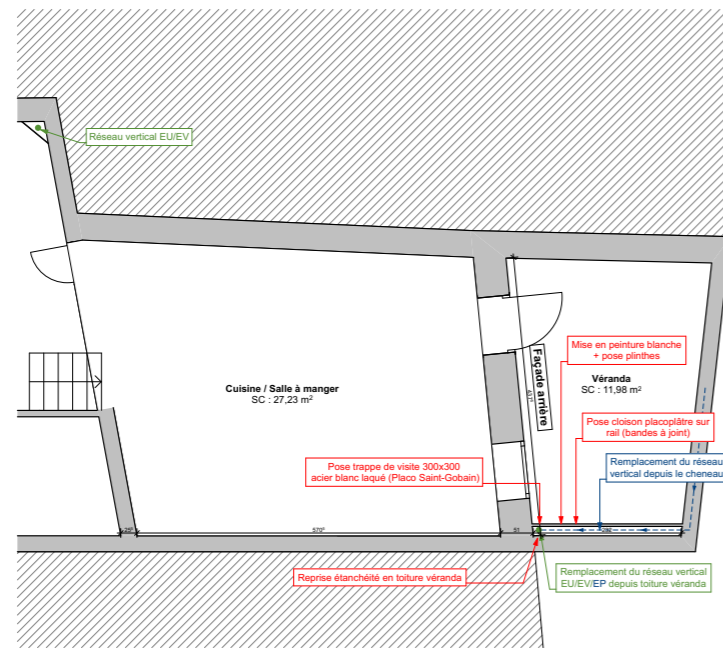 Réseau vertical EU/EV
Mise en peinture blanche
+ pose plinthes
Façade arrière
Cuisine / Salle à manger
SC : 27,23 m²
Véranda
SC : 11,98 m²
Pose cloison placoplâtre sur
rail (bandes à joint)
Pose trappe de visite 300x300
acier blanc laqué (Placo Saint-Gobain)
Remplacement du réseau
vertical depuis le cheneau
25⁵
570⁵
51
Reprise étanchéité en toiture véranda
Remplacement du réseau vertical
EU/EV/EP depuis toiture véranda